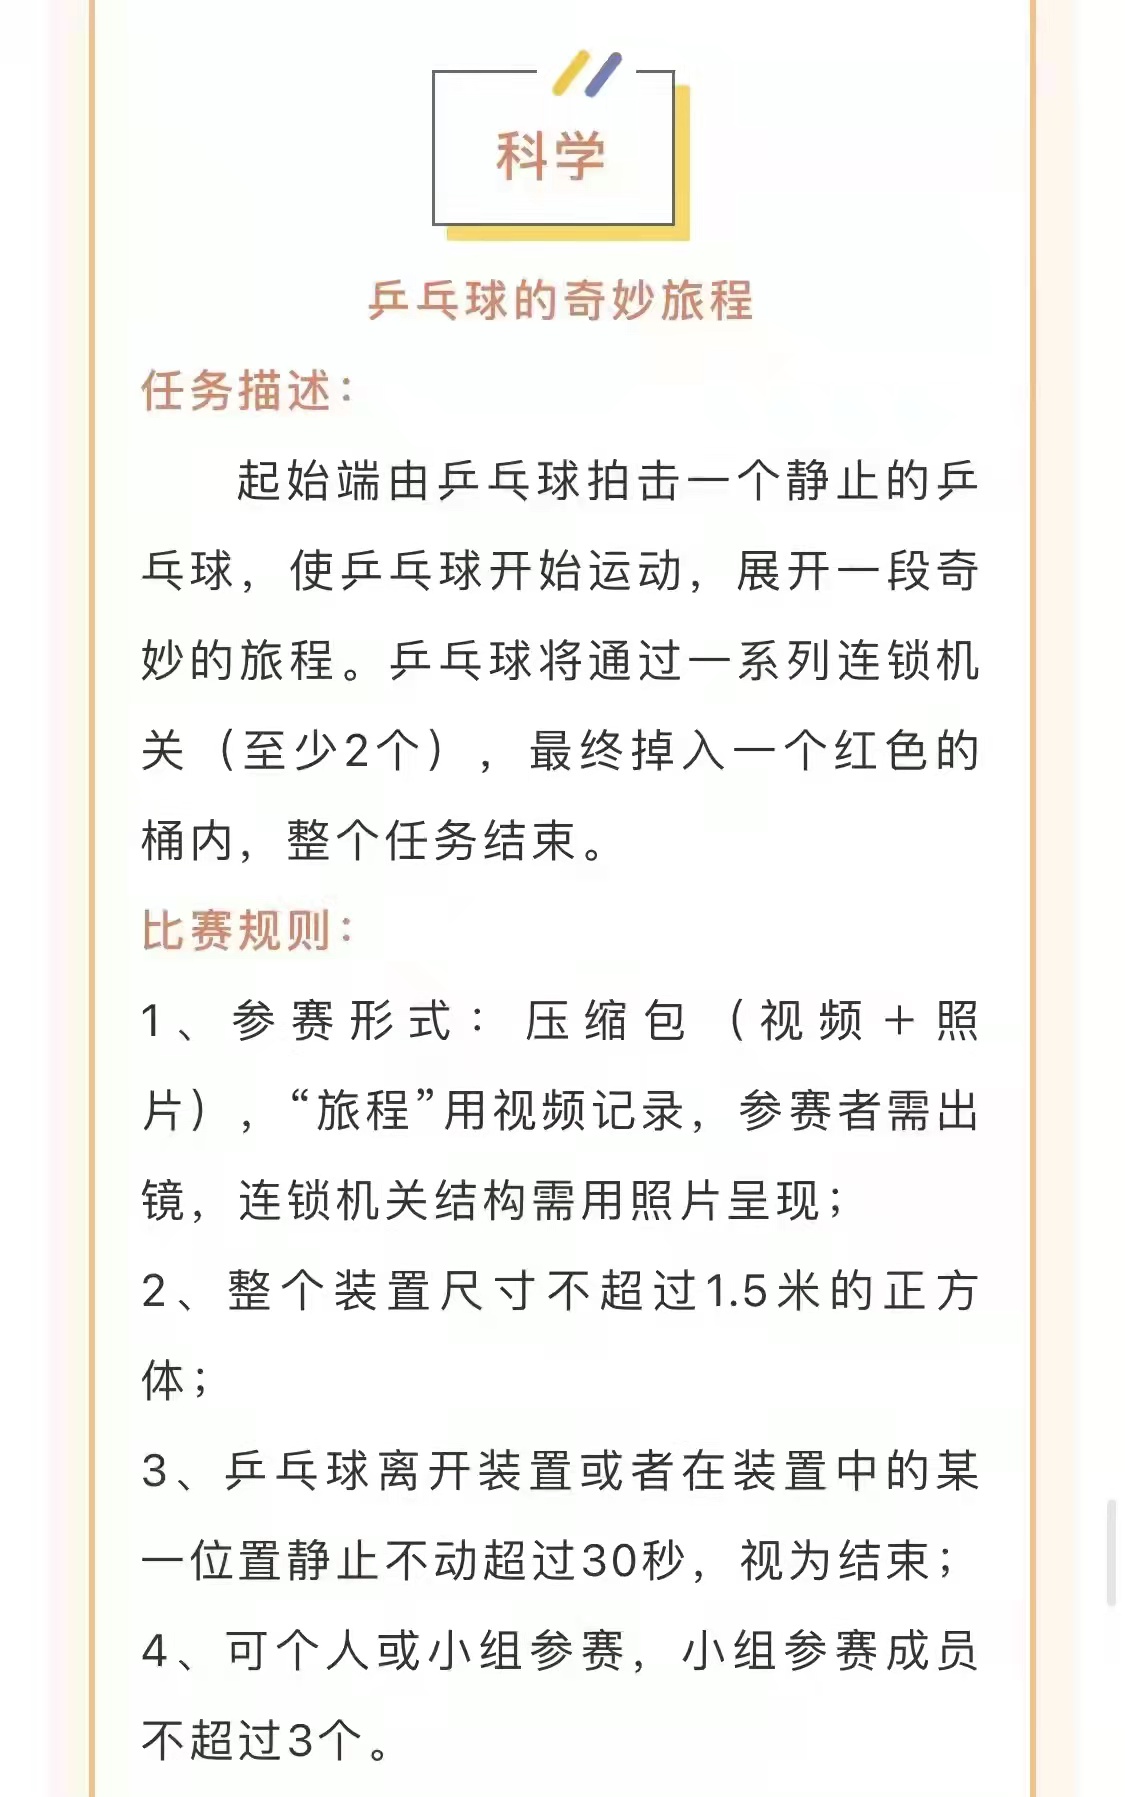 科学
乒乓球的奇妙旅程
任务描述：
起始端由乒乓球拍击一个静止的乒
乓球，使乒乓球开始运动，展开一段奇
妙的旅程。乒乓球将通过一系列连锁机
关（至少2个），最终掉入一个红色的
桶内，整个任务结束。
比赛规则：
1、参赛形式：压缩包（视频＋照
片），“旅程”用视频记录，参赛者需出
镜，连锁机关结构需用照片呈现；
2、整个装置尺寸不超过1.5米的正方
体；
3、乒乓球离开装置或者在装置中的某
一位置静止不动超过30秒，视为结束；
4、可个人或小组参赛，小组参赛成员
不超过3个。